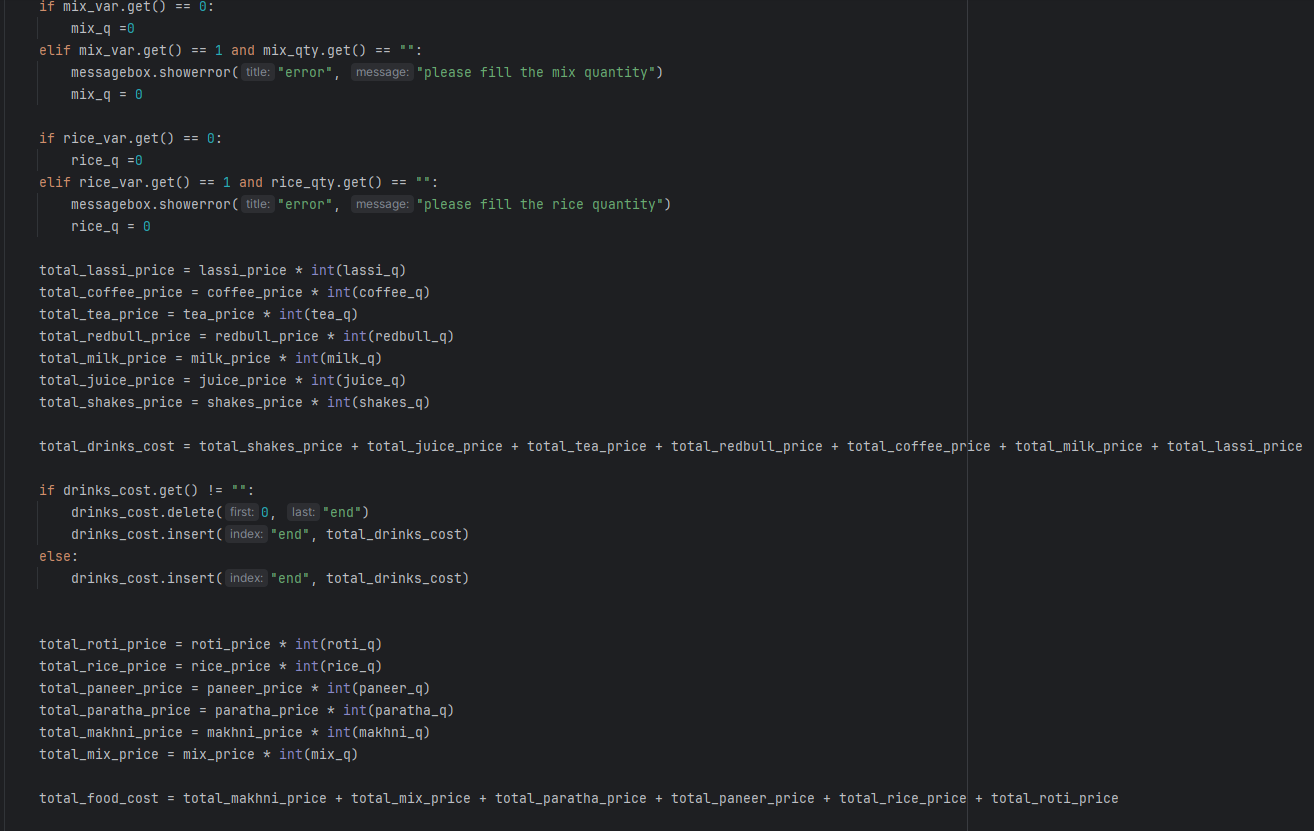 if mix_var.get() == 0:
    mix_q =0
elif mix_var.get() == 1 and mix_qty.get() == "":
    messagebox.showerror( title: "error",  message: "please fill the mix quantity")
    mix_q = 0

if rice_var.get() == 0:
    rice_q =0
elif rice_var.get() == 1 and rice_qty.get() == "":
    messagebox.showerror( title: "error",  message: "please fill the rice quantity")
    rice_q = 0

total_lassi_price = lassi_price * int(lassi_q)
total_coffee_price = coffee_price * int(coffee_q)
total_tea_price = tea_price * int(tea_q)
total_redbull_price = redbull_price * int(redbull_q)
total_milk_price = milk_price * int(milk_q)
total_juice_price = juice_price * int(juice_q)
total_shakes_price = shakes_price * int(shakes_q)

total_drinks_cost = total_shakes_price + total_juice_price + total_tea_price + total_redbull_price + total_coffee_price + total_milk_price + total_lassi_price

if drinks_cost.get() != "":
    drinks_cost.delete( first: 0,  last: "end")
    drinks_cost.insert( index: "end", total_drinks_cost)
else:
    drinks_cost.insert( index: "end", total_drinks_cost)


total_roti_price = roti_price * int(roti_q)
total_rice_price = rice_price * int(rice_q)
total_paneer_price = paneer_price * int(paneer_q)
total_paratha_price = paratha_price * int(paratha_q)
total_makhni_price = makhni_price * int(makhni_q)
total_mix_price = mix_price * int(mix_q)

total_food_cost = total_makhni_price + total_mix_price + total_paratha_price + total_paneer_price + total_rice_price + total_roti_price